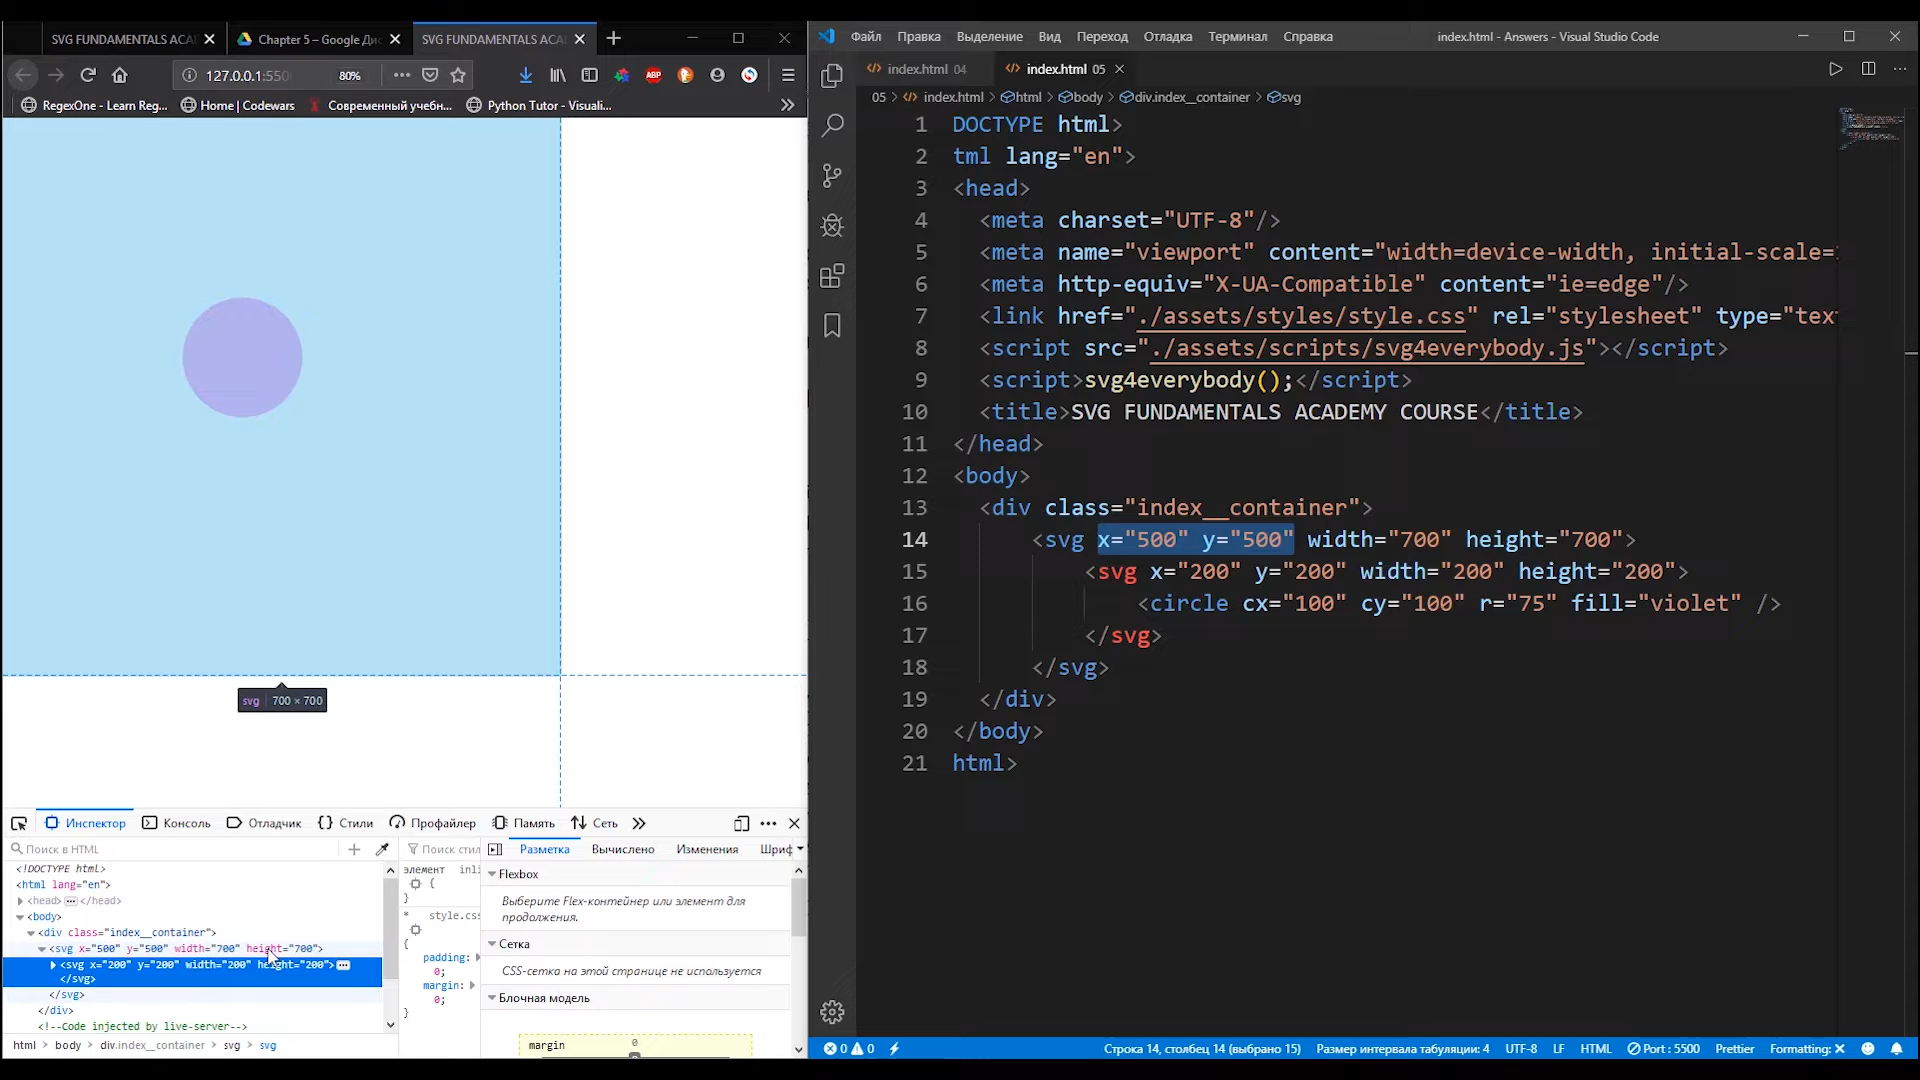 SVG FUNDAMENTALS ACA
Chapter 5 – Google Ди
SVG FUNDAMENTALS ACA
127.0.0.1:550
80%
ABP
RegexOne - Learn Reg...
Home | Codewars
Современный учебн...
Python Tutor - Visuali...
svg 700 × 700
Инспектор
Консоль
Отладчик
Стили
Профайлер
Память
Сеть
Поиск в HTML
<!DOCTYPE html>
<html lang="en">
<head> </head>
<body>
<div class="index__container">
<svg x="500" y="500" width="700" height="700">
<svg x="200" y="200" width="200" height="200">
</svg>
</svg>
</div>
<!--Code injected by live-server-->
html > body > div.index__container > svg > svg
Поиск стил
элемент inli
{
}
* style.css
{
padding:
0;
margin:
0;
}
Разметка
Вычислено
Изменения
Шриф
Flexbox
Выберите Flex-контейнер или элемент для
продолжения.
Сетка
CSS-сетка на этой странице не используется
Блочная модель
margin 0
Файл Правка Выделение Вид Переход Отладка Терминал Справка
index.html - Answers - Visual Studio Code
index.html 04
index.html 05
05 > index.html > html > body > div.index__container > svg
1 DOCTYPE html>
2 tml lang="en">
3 <head>
4 <meta charset="UTF-8"/>
5 <meta name="viewport" content="width=device-width, initial-scale=
6 <meta http-equiv="X-UA-Compatible" content="ie=edge"/>
7 <link href="./assets/styles/style.css" rel="stylesheet" type="tex
8 <script src="./assets/scripts/svg4everybody.js"></script>
9 <script>svg4everybody();</script>
10 <title>SVG FUNDAMENTALS ACADEMY COURSE</title>
11 </head>
12 <body>
13 <div class="index__container">
14 <svg x="500" y="500" width="700" height="700">
15 <svg x="200" y="200" width="200" height="200">
16 <circle cx="100" cy="100" r="75" fill="violet" />
17 </svg>
18 </svg>
19 </div>
20 </body>
21 html>
0 0
Строка 14, столбец 14 (выбрано 15) Размер интервала табуляции: 4 UTF-8 LF HTML Port : 5500 Prettier Formatting: ×